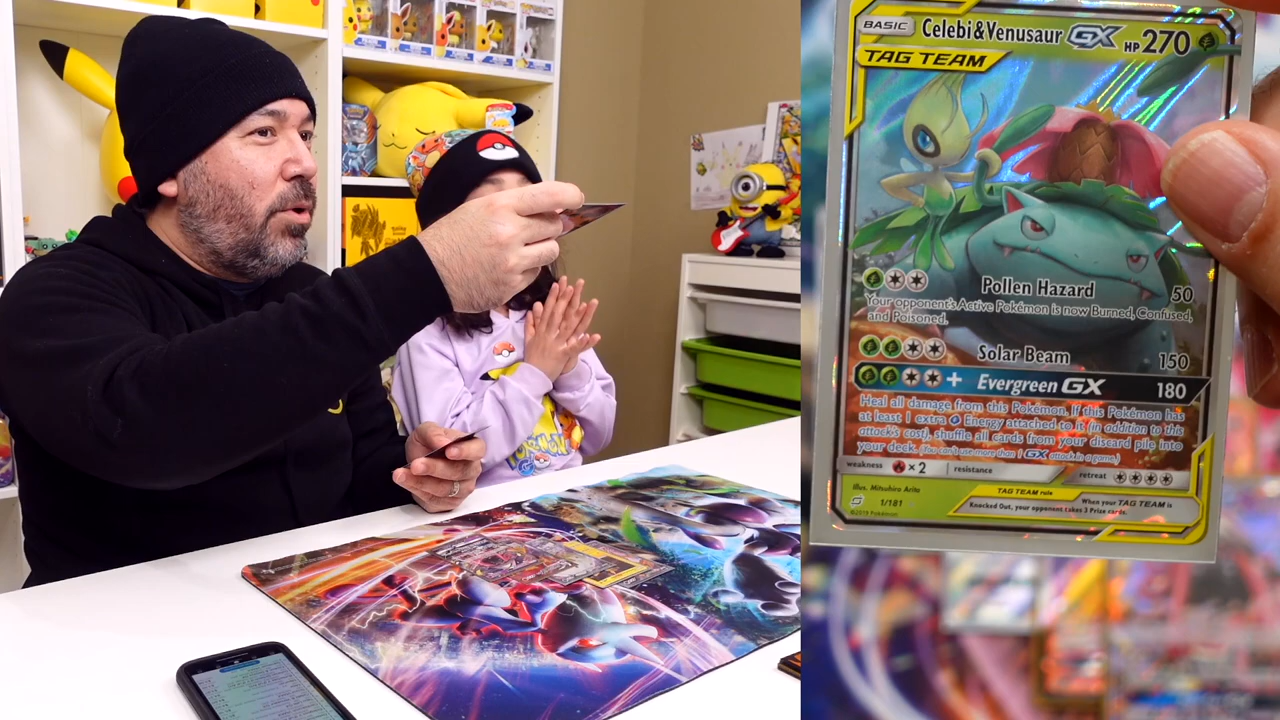 BASIC Celebi&Venusaur GX HP 270
TAG TEAM
Pollen Hazard 50
Your opponent's Active Pokémon is now Burned, Confused,
and Poisoned.
Solar Beam 150
+ Evergreen GX 180
Heal all damage from this Pokémon. If this Pokémon has
at least 1 extra Energy attached to it (in addition to this
attack's cost), shuffle all cards from your discard pile into
your deck. (You can't use more than 1 GX attack in a game.)
weakness ×2 resistance retreat
Illus. Mitsuhiro Arita
1/181
©2019 Pokémon
TAG TEAM rule
When your TAG TEAM is
Knocked Out, your opponent takes 3 Prize cards.
POKÉMON
GO